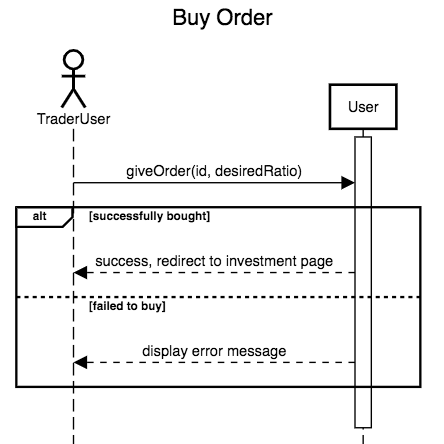 Buy Order
TraderUser
User
giveOrder(id, desiredRatio)
alt
[successfully bought]
success, redirect to investment page
[failed to buy]
display error message